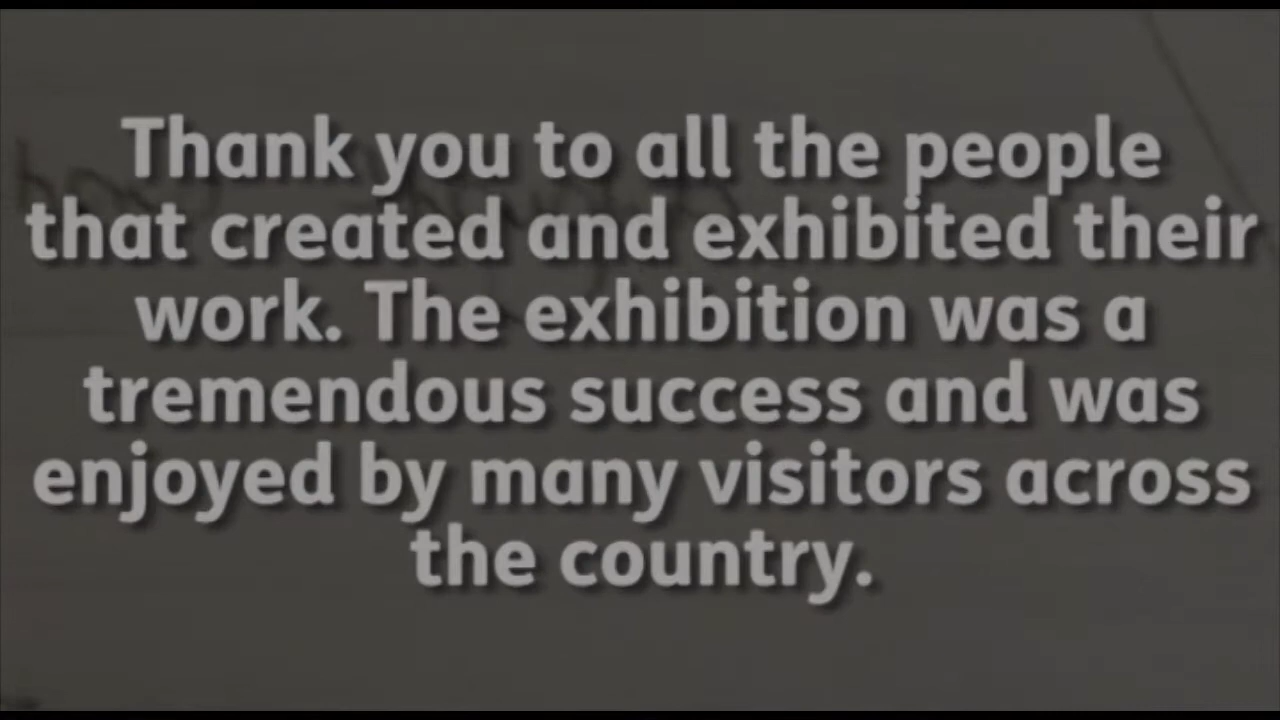 Thank you to all the people
that created and exhibited their
work. The exhibition was a
tremendous success and was
enjoyed by many visitors across
the country.